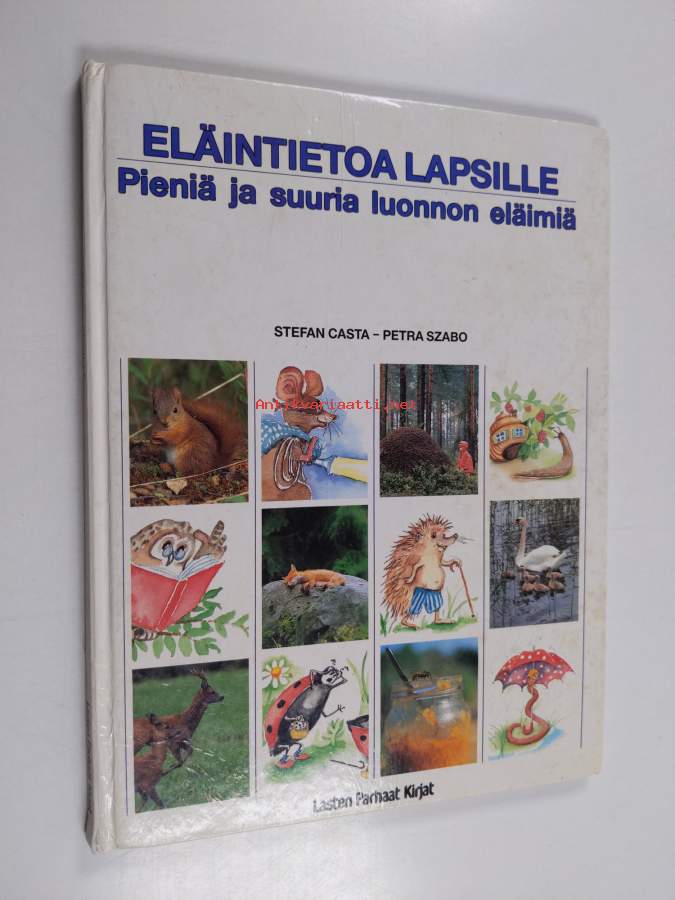 ELÄINTIETOA LAPSILLE
Pieniä ja suuria luonnon eläimiä
STEFAN CASTA – PETRA SZABO
Antikvariaatti.net
Lasten Parhaat Kirjat